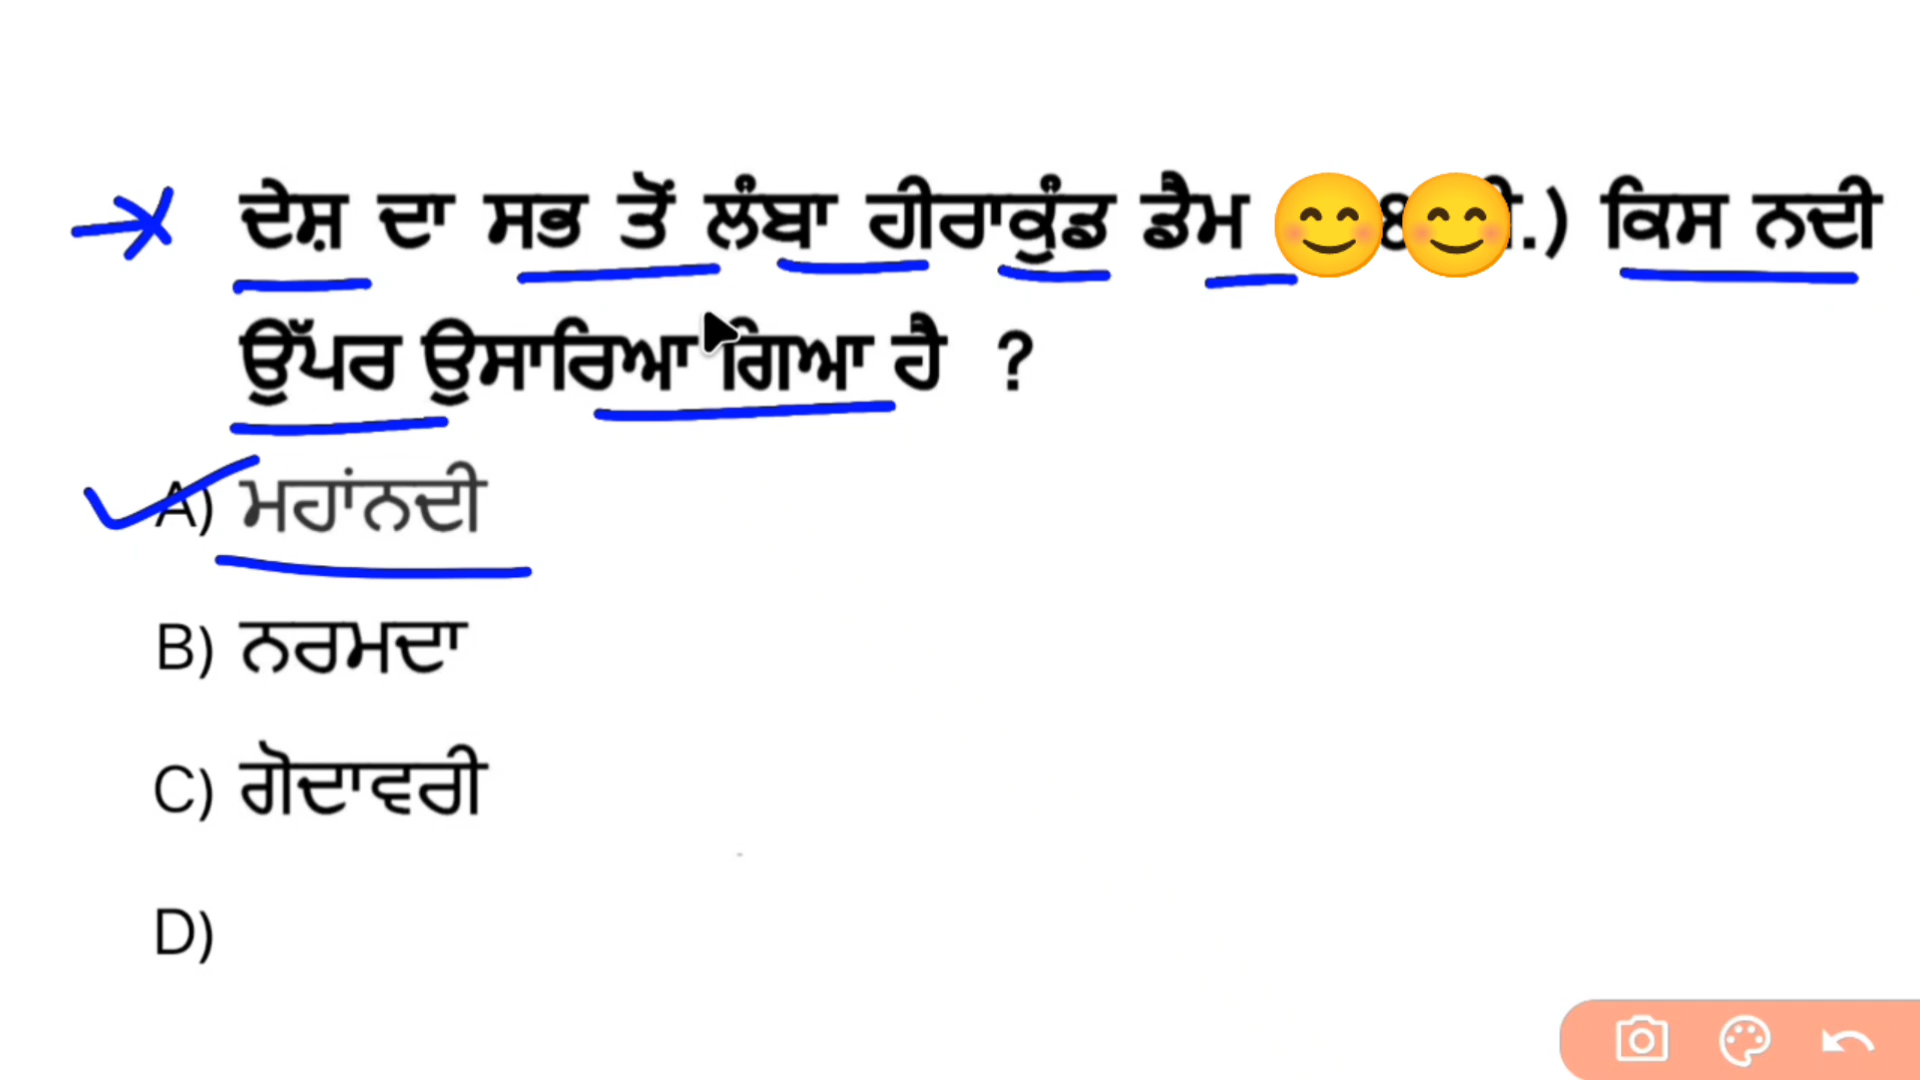 ਦੇਸ਼ ਦਾ ਸਭ ਤੋਂ ਲੰਬਾ ਹੀਰਾਕੁੰਡ ਡੈਮ .) ਕਿਸ ਨਦੀ
ਉੱਪਰ ਉਸਾਰਿਆ ਗਿਆ ਹੈ ?
A) ਮਹਾਂਨਦੀ
B) ਨਰਮਦਾ
C) ਗੋਦਾਵਰੀ
D)